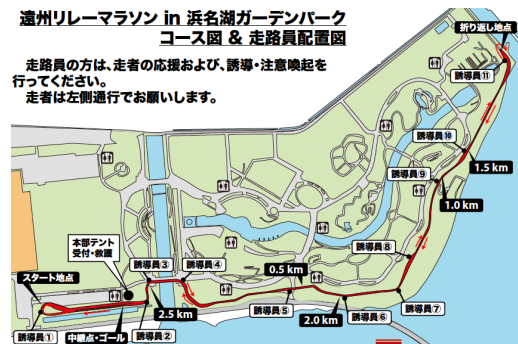 遠州リレーマラソン in 浜名湖ガーデンパーク
コース図 & 走路員配置図
走路員の方は、走者の応援および、誘導・注意喚起を
行ってください。
走者は左側通行でお願いします。
折り返し地点
誘導員⑪
誘導員⑩
1.5 km
誘導員⑨
1.0 km
本部テント
受付・救護
誘導員③
誘導員④
誘導員⑧
スタート地点
0.5 km
誘導員①
中継点・ゴール
誘導員②
2.5 km
誘導員⑤
2.0 km
誘導員⑥
誘導員⑦